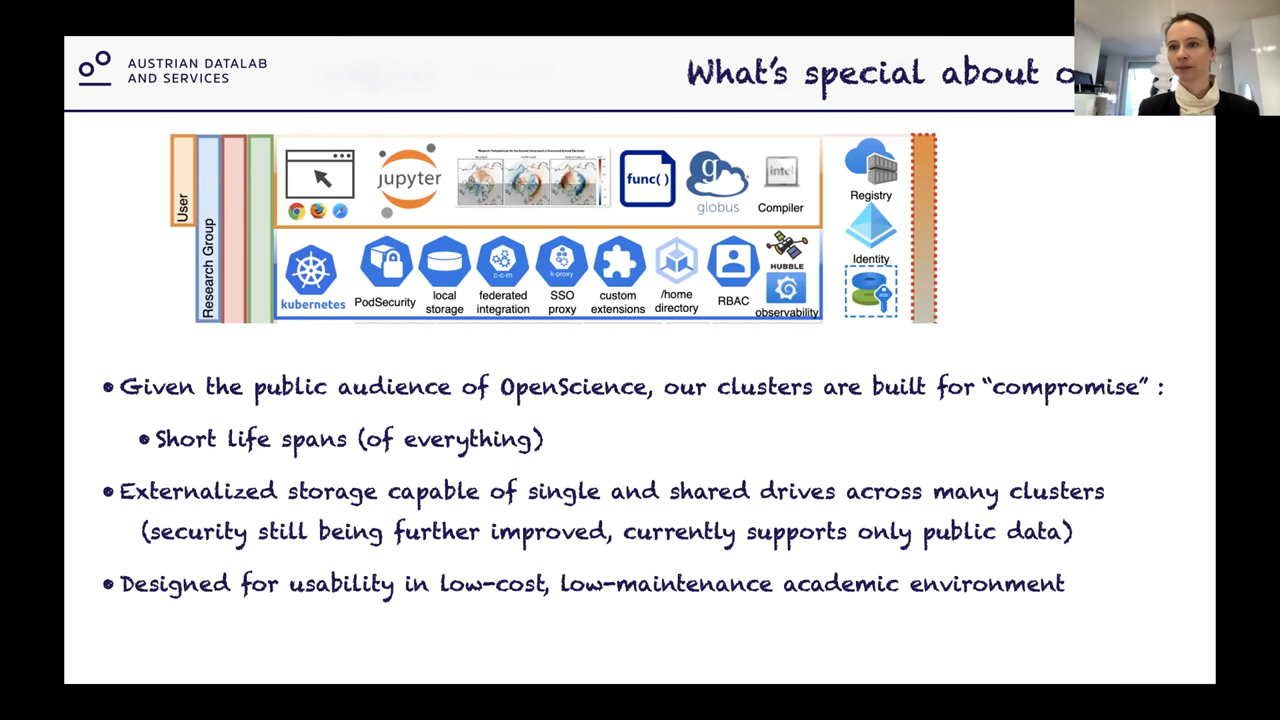 AUSTRIAN DATALAB
AND SERVICES
What's special about o
User
Research Group
jupyter
func()
globus
intel
Compiler
Registry
kubernetes
PodSecurity
local
storage
c-c-m
federated
integration
k-proxy
SSO
proxy
custom
extensions
/home
directory
RBAC
HUBBLE
observability
Identity
• Given the public audience of OpenScience, our clusters are built for “compromise” :
• Short life spans (of everything)
• Externalized storage capable of single and shared drives across many clusters
(security still being further improved, currently supports only public data)
• Designed for usability in low-cost, low-maintenance academic environment